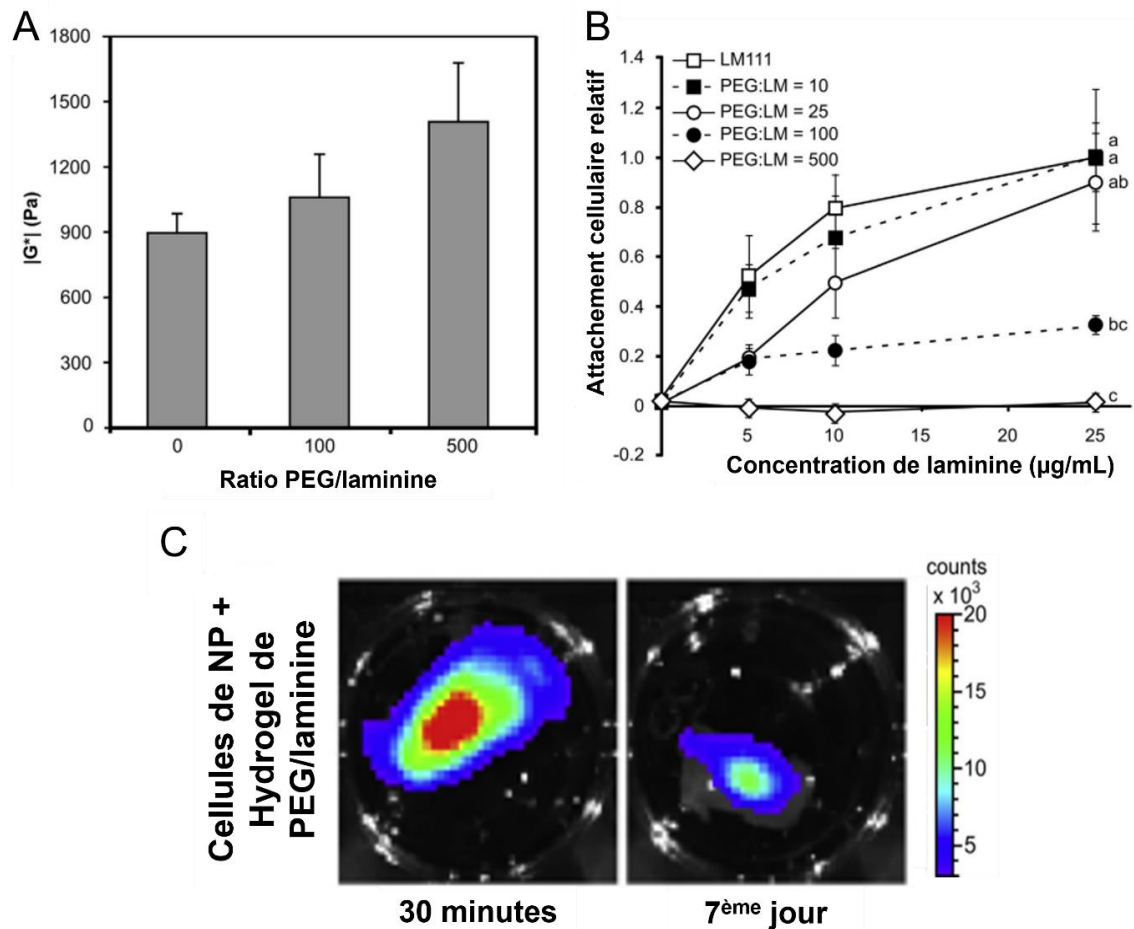 A
1800
1500
1200
900
600
300
0
|G*| (Pa)
0 100 500
Ratio PEG/laminine
B
1.4
1.2
1.0
0.8
0.6
0.4
0.2
0
-0.2
Attachement cellulaire relatif
LM111
PEG:LM = 10
PEG:LM = 25
PEG:LM = 100
PEG:LM = 500
a
a
ab
bc
c
5 10 15 20 25
Concentration de laminine (µg/mL)
C
Cellules de NP +
Hydrogel de
PEG/laminine
30 minutes
7ème jour
counts
x 10³
20
15
10
5